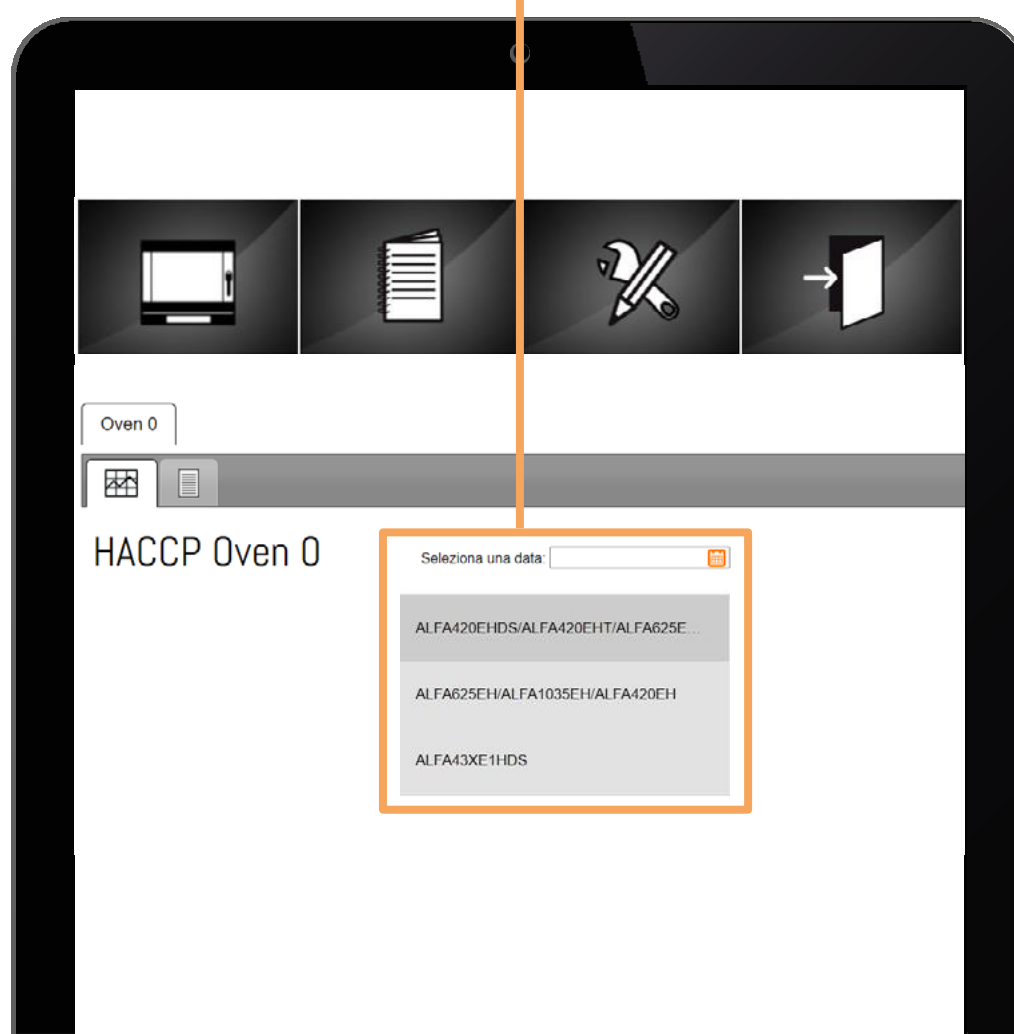 Oven 0
HACCP Oven 0
Seleziona una data:
ALFA420EHDS/ALFA420EHT/ALFA625E...
ALFA625EH/ALFA1035EH/ALFA420EH
ALFA43XE1HDS